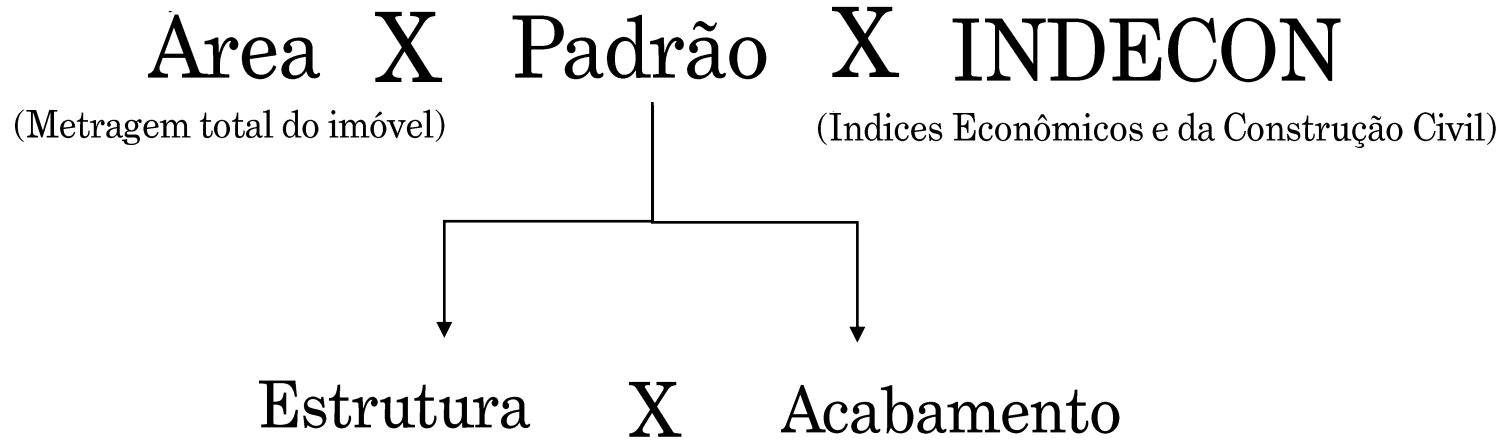 Área X Padrão X INDECON
(Metragem total do imóvel) (Indices Econômicos e da Construção Civil)
Estrutura X Acabamento